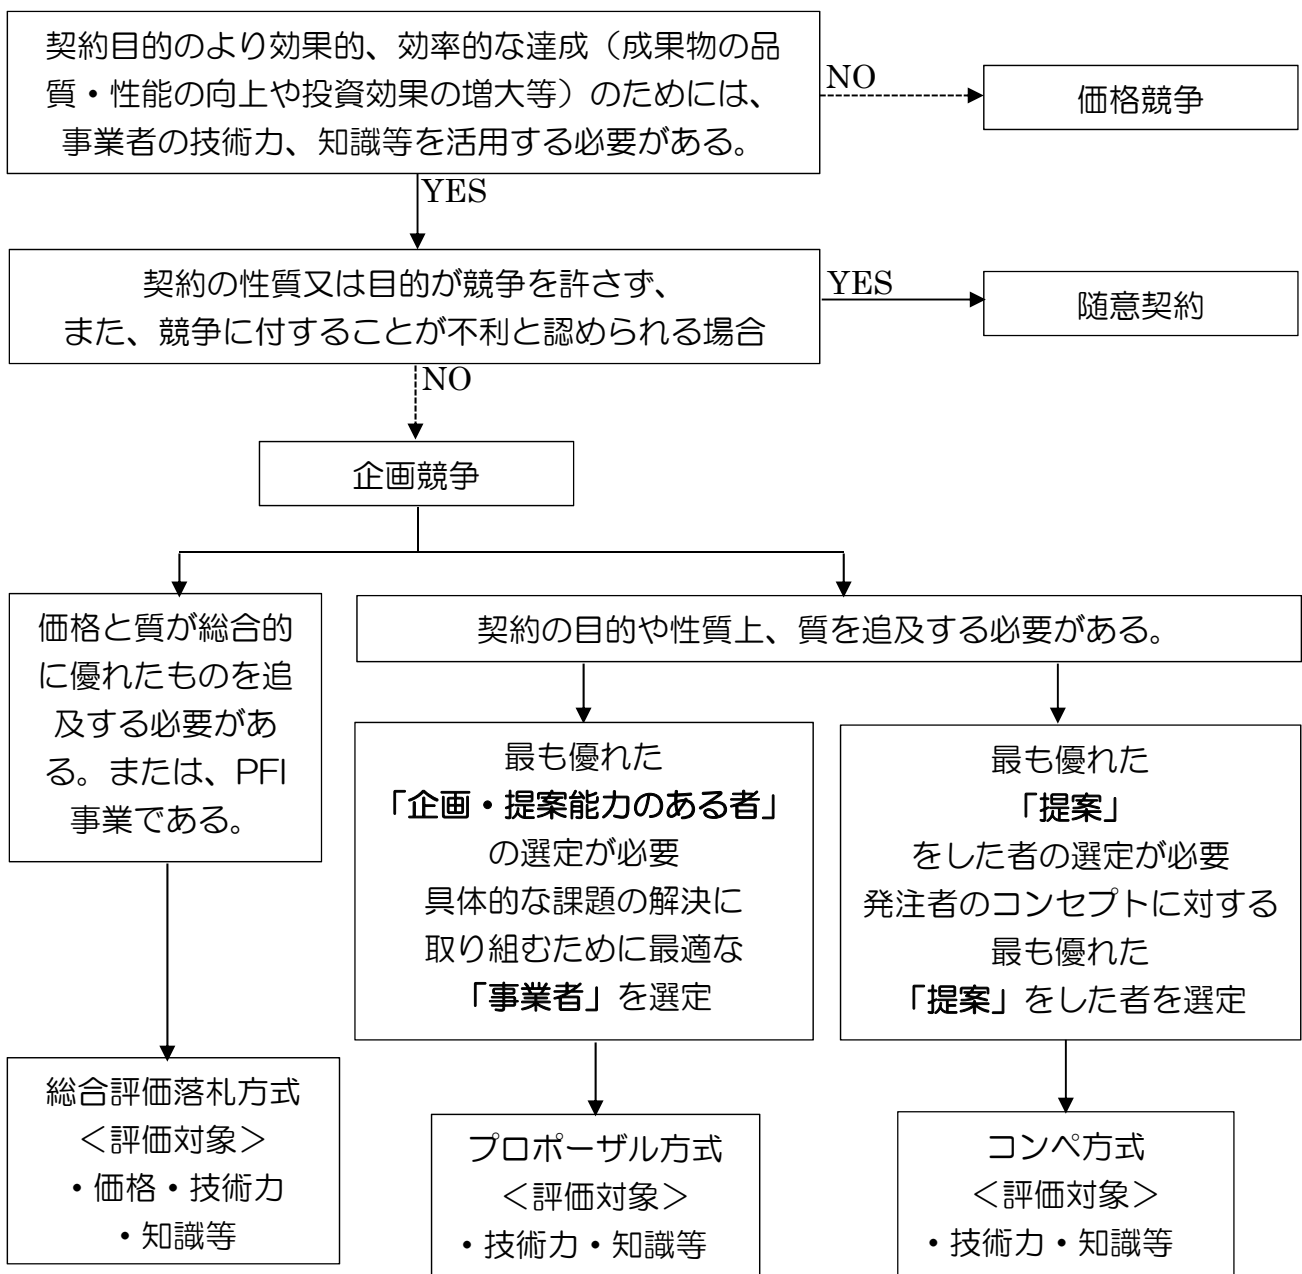 契約目的のより効果的、効率的な達成（成果物の品
質・性能の向上や投資効果の増大等）のためには、
事業者の技術力、知識等を活用する必要がある。
NO
価格競争
YES
契約の性質又は目的が競争を許さず、
また、競争に付することが不利と認められる場合
YES
随意契約
NO
企画競争
価格と質が総合的
に優れたものを追
及する必要があ
る。または、PFI
事業である。
契約の目的や性質上、質を追及する必要がある。
最も優れた
「企画・提案能力のある者」
の選定が必要
具体的な課題の解決に
取り組むために最適な
「事業者」を選定
最も優れた
「提案」
をした者の選定が必要
発注者のコンセプトに対する
最も優れた
「提案」をした者を選定
総合評価落札方式
＜評価対象＞
・価格・技術力
・知識等
プロポーザル方式
＜評価対象＞
・技術力・知識等
コンペ方式
＜評価対象＞
・技術力・知識等